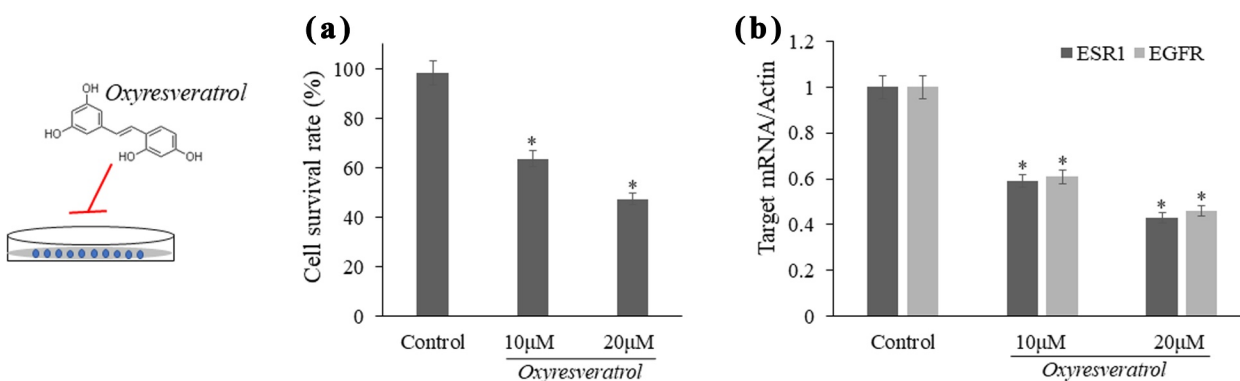 Oxyresveratrol
OH
HO
HO
OH
(a)
Cell survival rate (%)
100
80
60
40
20
0
*
*
Control
10μM
20μM
Oxyresveratrol
(b)
Target mRNA/Actin
1.2
1
0.8
0.6
0.4
0.2
0
ESR1
EGFR
*
*
*
*
Control
10μM
20μM
Oxyresveratrol